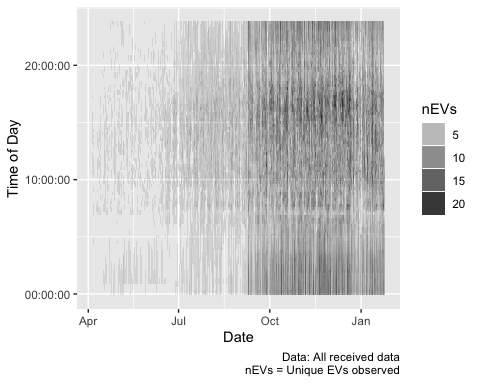 20:00:00
10:00:00
00:00:00
Time of Day
Apr
Jul
Oct
Jan
Date
nEVs
5
10
15
20
Data: All received data
nEVs = Unique EVs observed